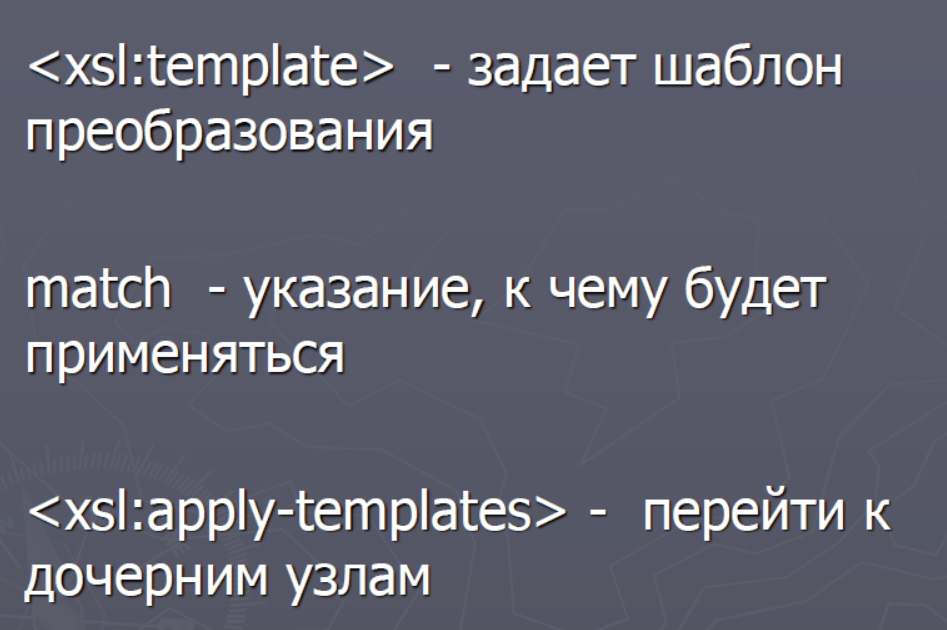 <xsl:template>  - задает шаблон
преобразования
match  - указание, к чему будет
применяться
<xsl:apply-templates> -  перейти к
дочерним узлам